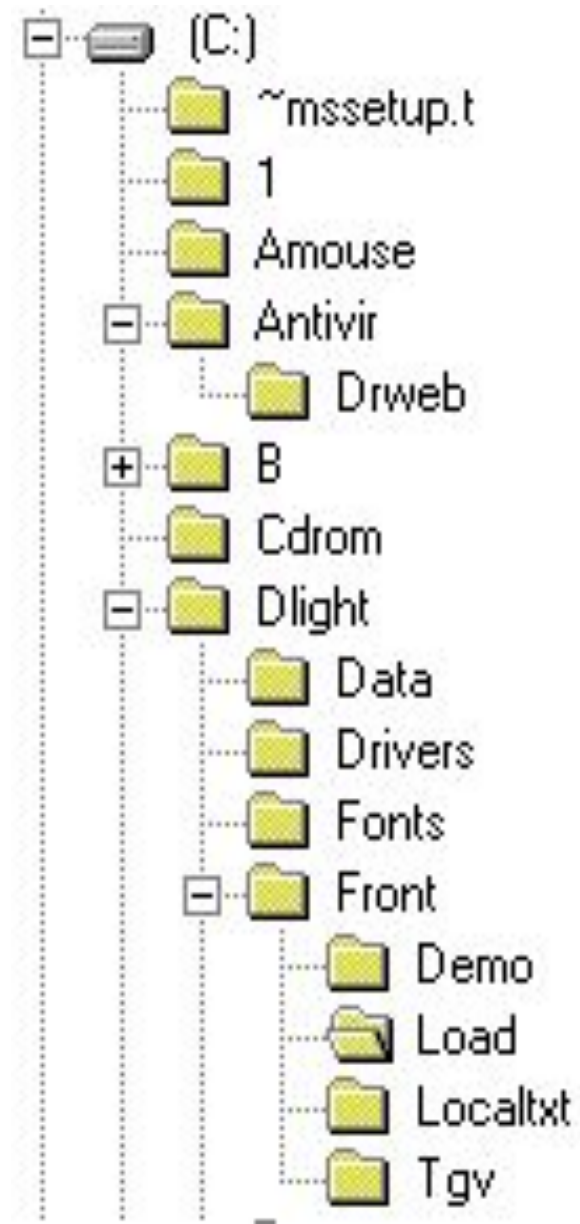 (C:)
~mssetup.t
1
Amouse
Antivir
Drweb
B
Cdrom
Dlight
Data
Drivers
Fonts
Front
Demo
Load
Localtxt
Tgv